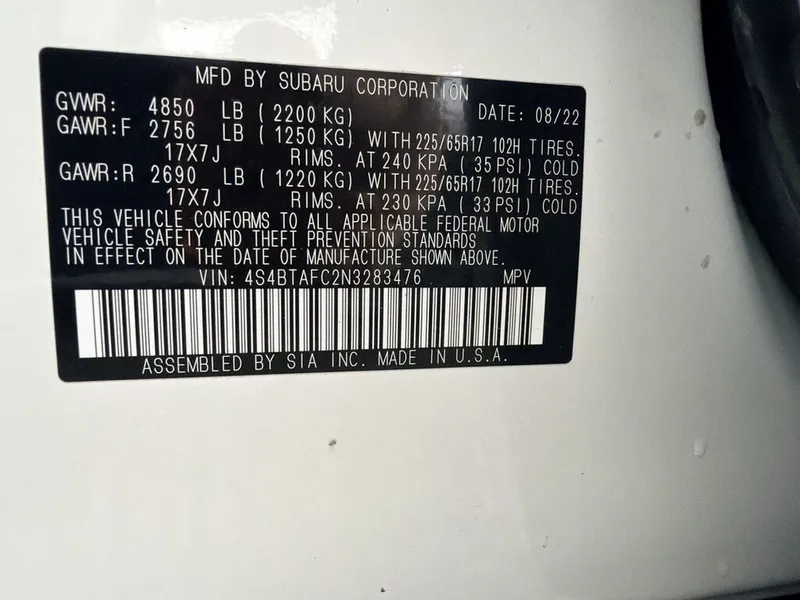 MFD BY SUBARU CORPORATION
GVWR: 4850 LB (2200 KG) DATE: 08/22
GAWR:F 2756 LB (1250 KG) WITH 225/65R17 102H TIRES.
17X7J RIMS. AT 240 KPA (35 PSI) COLD
GAWR:R 2690 LB (1220 KG) WITH 225/65R17 102H TIRES.
17X7J RIMS. AT 230 KPA (33 PSI) COLD
THIS VEHICLE CONFORMS TO ALL APPLICABLE FEDERAL MOTOR
VEHICLE SAFETY AND THEFT PREVENTION STANDARDS
IN EFFECT ON THE DATE OF MANUFACTURE SHOWN ABOVE.
VIN: 4S4BTAFC2N3283476 MPV
ASSEMBLED BY SIA INC. MADE IN U.S.A.